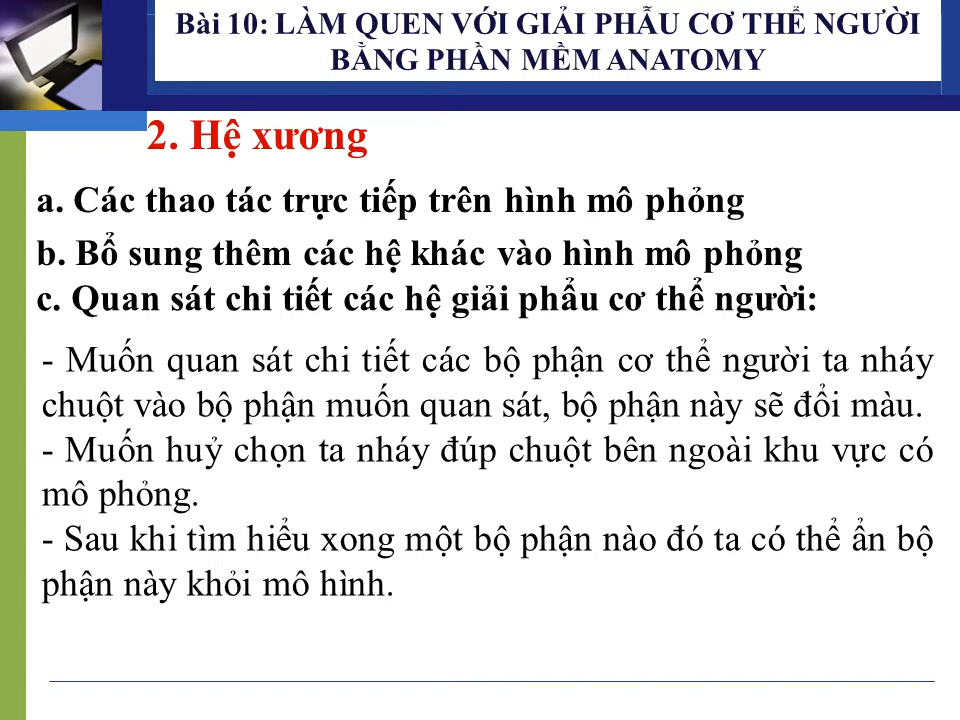 Bài 10: LÀM QUEN VỚI GIẢI PHẪU CƠ THỂ NGƯỜI
BẰNG PHẦN MỀM ANATOMY
2. Hệ xương
a. Các thao tác trực tiếp trên hình mô phỏng
b. Bổ sung thêm các hệ khác vào hình mô phỏng
c. Quan sát chi tiết các hệ giải phẩu cơ thể người:
- Muốn quan sát chi tiết các bộ phận cơ thể người ta nháy
chuột vào bộ phận muốn quan sát, bộ phận này sẽ đổi màu.
- Muốn huỷ chọn ta nháy đúp chuột bên ngoài khu vực có
mô phỏng.
- Sau khi tìm hiểu xong một bộ phận nào đó ta có thể ẩn bộ
phận này khỏi mô hình.